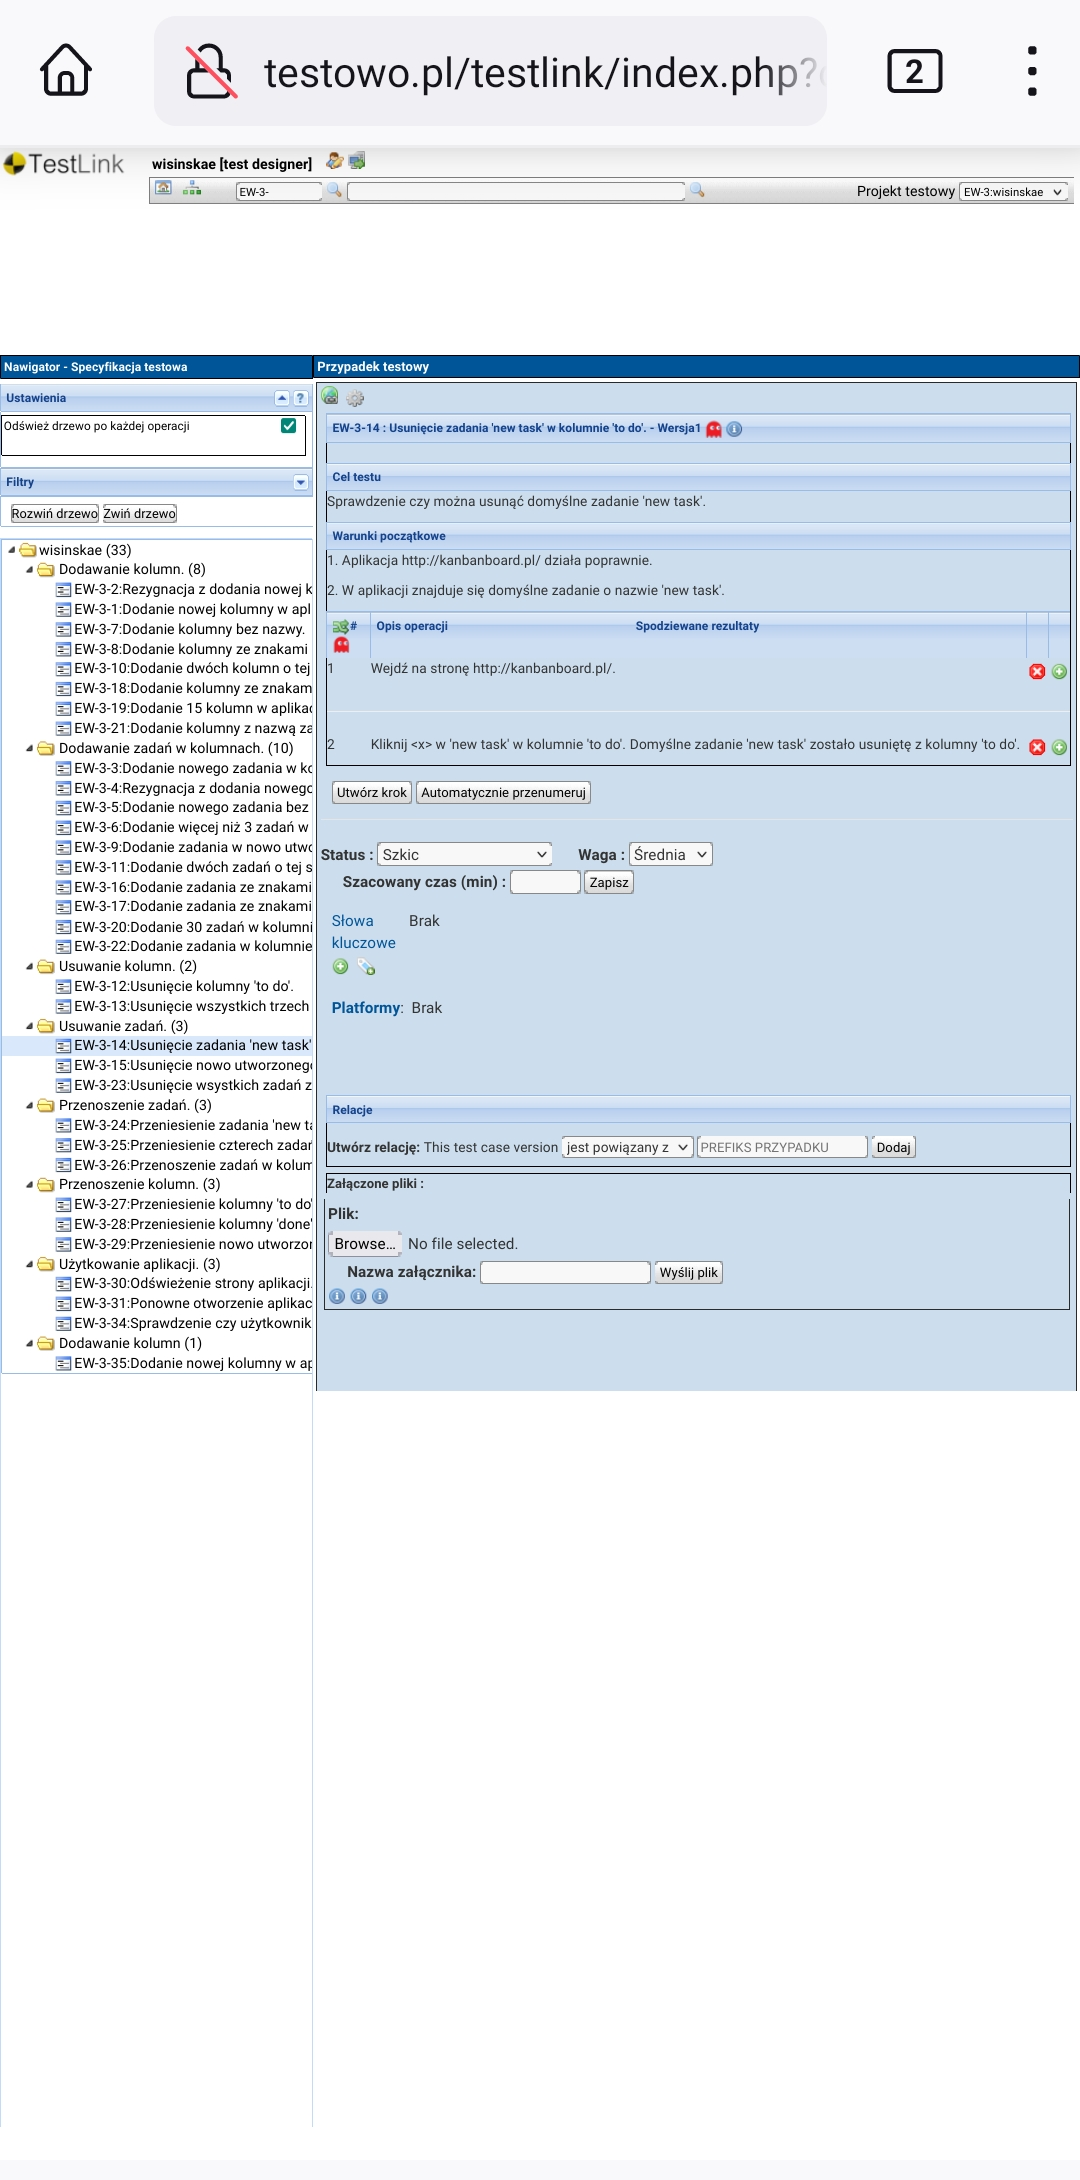 testowo.pl/testlink/index.php?
2
TestLink
wisinskae [test designer]
EW-3-
Projekt testowy EW-3:wisinskae
Nawigator - Specyfikacja testowa
Ustawienia
Odśwież drzewo po każdej operacji
Filtry
Rozwiń drzewo Zwiń drzewo
wisinskae (33)
Dodawanie kolumn. (8)
EW-3-2:Rezygnacja z dodania nowej k
EW-3-1:Dodanie nowej kolumny w apl
EW-3-7:Dodanie kolumny bez nazwy.
EW-3-8:Dodanie kolumny ze znakami
EW-3-10:Dodanie dwóch kolumn o tej
EW-3-18:Dodanie kolumny ze znakam
EW-3-19:Dodanie 15 kolumn w aplikac
EW-3-21:Dodanie kolumny z nazwą za
Dodawanie zadań w kolumnach. (10)
EW-3-3:Dodanie nowego zadania w ko
EW-3-4:Rezygnacja z dodania nowego
EW-3-5:Dodanie nowego zadania bez
EW-3-6:Dodanie więcej niż 3 zadań w
EW-3-9:Dodanie zadania w nowo utwo
EW-3-11:Dodanie dwóch zadań o tej s
EW-3-16:Dodanie zadania ze znakami
EW-3-17:Dodanie zadania ze znakami
EW-3-20:Dodanie 30 zadań w kolumni
EW-3-22:Dodanie zadania w kolumnie
Usuwanie kolumn. (2)
EW-3-12:Usunięcie kolumny 'to do'.
EW-3-13:Usunięcie wszystkich trzech
Usuwanie zadań. (3)
EW-3-14:Usunięcie zadania 'new task'
EW-3-15:Usunięcie nowo utworzonego
EW-3-23:Usunięcie wsystkich zadań z
Przenoszenie zadań. (3)
EW-3-24:Przeniesienie zadania 'new ta
EW-3-25:Przeniesienie czterech zadań
EW-3-26:Przenoszenie zadań w kolum
Przenoszenie kolumn. (3)
EW-3-27:Przeniesienie kolumny 'to do'
EW-3-28:Przeniesienie kolumny 'done'
EW-3-29:Przeniesienie nowo utworzon
Użytkowanie aplikacji. (3)
EW-3-30:Odświeżenie strony aplikacji.
EW-3-31:Ponowne otworzenie aplikac
EW-3-34:Sprawdzenie czy użytkownik
Dodawanie kolumn (1)
EW-3-35:Dodanie nowej kolumny w ap
Przypadek testowy
EW-3-14 : Usunięcie zadania 'new task' w kolumnie 'to do'. - Wersja1
Cel testu
Sprawdzenie czy można usunąć domyślne zadanie 'new task'.
Warunki początkowe
1. Aplikacja http://kanbanboard.pl/ działa poprawnie.
2. W aplikacji znajduje się domyślne zadanie o nazwie 'new task'.
# Opis operacji Spodziewane rezultaty
1 Wejdź na stronę http://kanbanboard.pl/.
2 Kliknij <x> w 'new task' w kolumnie 'to do'. Domyślne zadanie 'new task' zostało usunięte z kolumny 'to do'.
Utwórz krok Automatycznie przenumeruj
Status : Szkic Waga : Średnia
Szacowany czas (min) : Zapisz
Słowa kluczowe Brak
Platformy: Brak
Relacje
Utwórz relację: This test case version jest powiązany z PREFIKS PRZYPADKU Dodaj
Załączone pliki :
Plik:
Browse... No file selected.
Nazwa załącznika: Wyślij plik